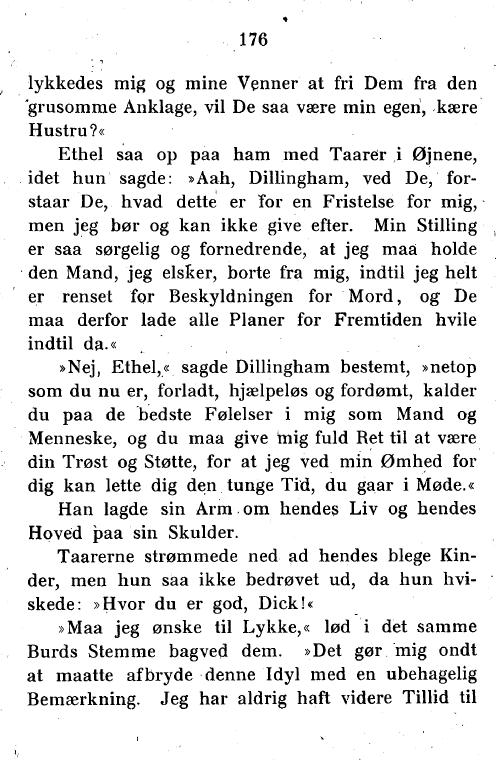 176
lykkedes mig og mine Venner at fri Dem fra den
grusomme Anklage, vil De saa være min egen, kære
Hustru?«
Ethel saa op paa ham med Taarer i Øjnene,
idet hun sagde: »Aah, Dillingham, ved De, for-
staar De, hvad dette er for en Fristelse for mig,
men jeg bør og kan ikke give efter. Min Stilling
er saa sørgelig og fornedrende, at jeg maa holde
den Mand, jeg elsker, borte fra mig, indtil jeg helt
er renset for Beskyldningen for Mord, og De
maa derfor lade alle Planer for Fremtiden hvile
indtil da.«
»Nej, Ethel,« sagde Dillingham bestemt, »netop
som du nu er, forladt, hjælpeløs og fordømt, kalder
du paa de bedste Følelser i mig som Mand og
Menneske, og du maa give mig fuld Ret til at være
din Trøst og Støtte, for at jeg ved min Ømhed for
dig kan lette dig den tunge Tid, du gaar i Møde.«
Han lagde sin Arm om hendes Liv og hendes
Hoved paa sin Skulder.
Taarerne strømmede ned ad hendes blege Kin-
der, men hun saa ikke bedrøvet ud, da hun hvi-
skede: »Hvor du er god, Dick!«
»Maa jeg ønske til Lykke,« lød i det samme
Burds Stemme bagved dem. »Det gør mig ondt
at maatte afbryde denne Idyl med en ubehagelig
Bemærkning. Jeg har aldrig haft videre Tillid til